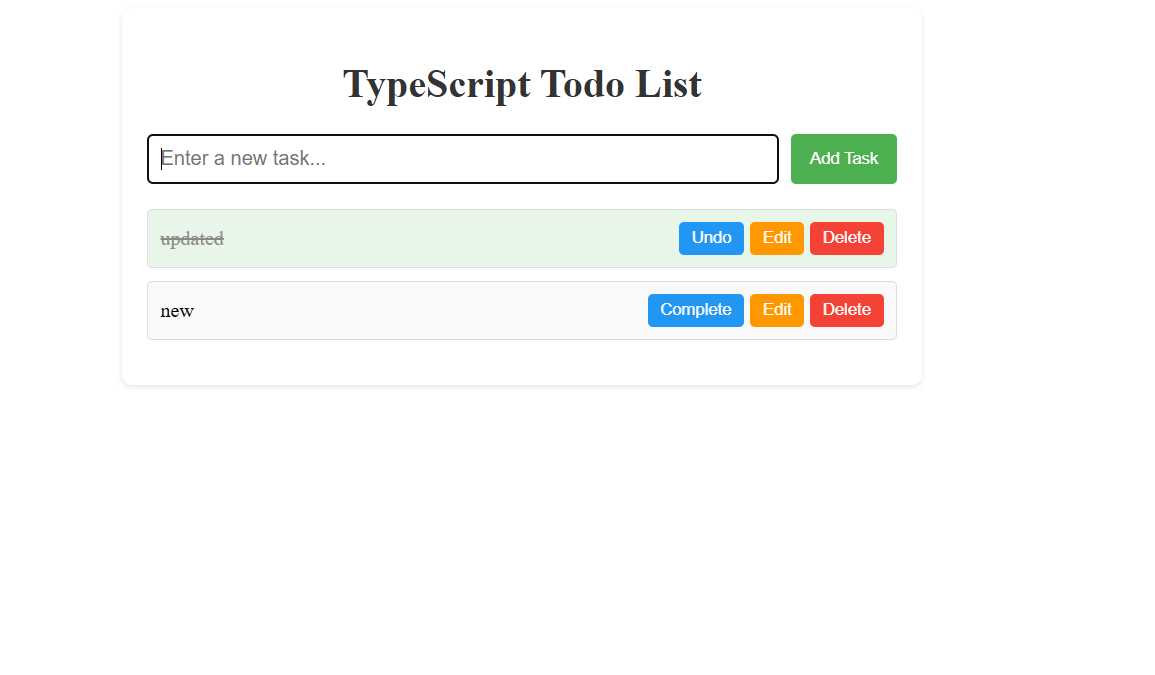 TypeScript Todo List
Enter a new task... Add Task
updated Undo Edit Delete
new Complete Edit Delete